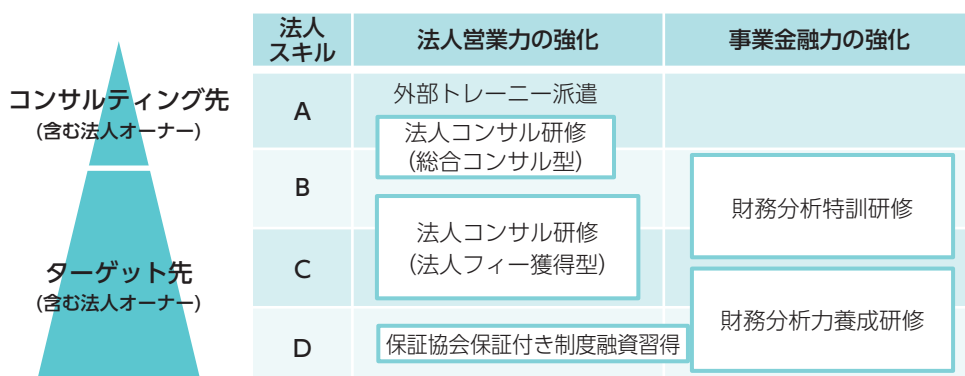 法人
スキル
法人営業力の強化
事業金融力の強化
コンサルティング先
(含む法人オーナー)
ターゲット先
(含む法人オーナー)
A
外部トレーニー派遣
法人コンサル研修
(総合コンサル型)
B
財務分析特訓研修
法人コンサル研修
(法人フィー獲得型)
C
財務分析力養成研修
D
保証協会保証付き制度融資習得